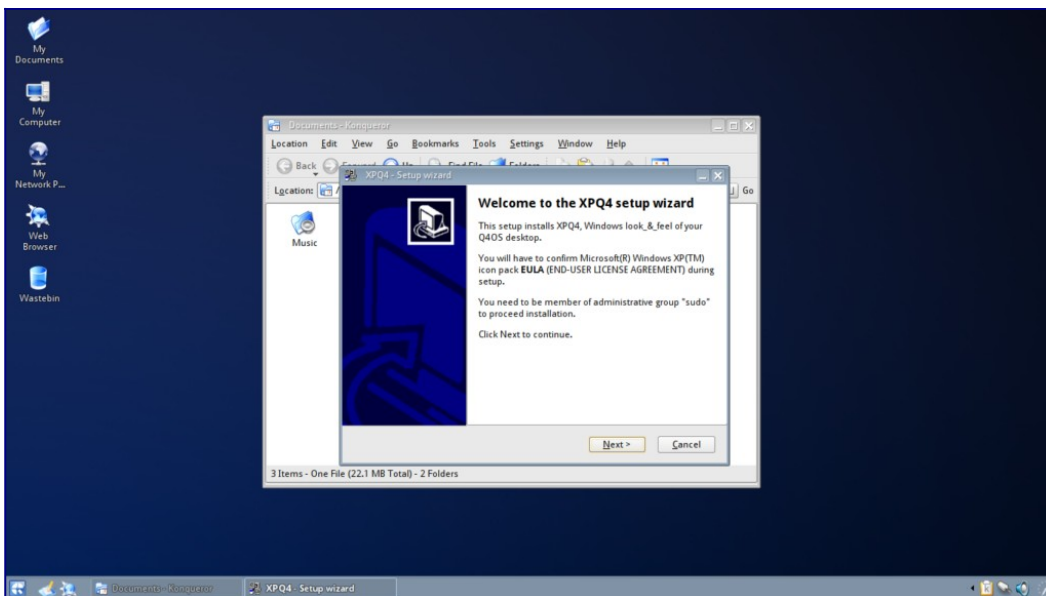 My
Documents
My
Computer
My
Network P...
Web
Browser
Wastebin
Documents - Konqueror
Location Edit View Go Bookmarks Tools Settings Window Help
Back
Location:
Go
Music
XPQ4 - Setup wizard
Welcome to the XPQ4 setup wizard
This setup installs XPQ4, Windows look_&_feel of your
Q4OS desktop.
You will have to confirm Microsoft(R) Windows XP(TM)
icon pack EULA (END-USER LICENSE AGREEMENT) during
setup.
You need to be member of administrative group "sudo"
to proceed installation.
Click Next to continue.
Next >
Cancel
3 Items - One File (22.1 MB Total) - 2 Folders
Documents - Konqueror
XPQ4 - Setup wizard